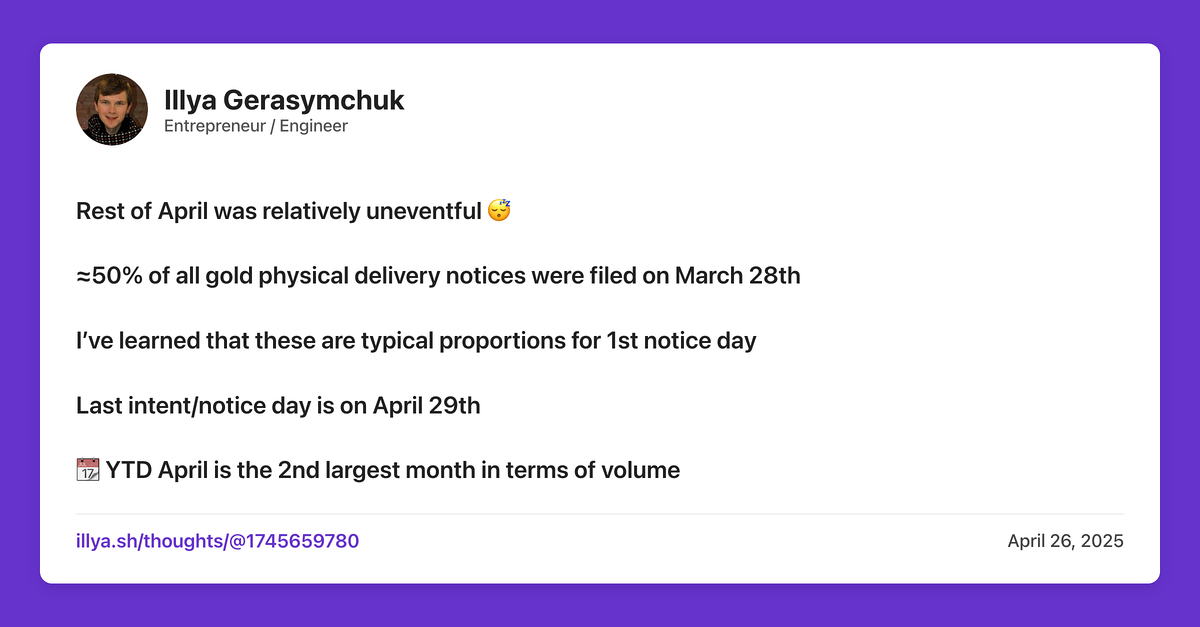 Illya Gerasymchuk
Entrepreneur / Engineer
Rest of April was relatively uneventful 😴
≈50% of all gold physical delivery notices were filed on March 28th
I’ve learned that these are typical proportions for 1st notice day
Last intent/notice day is on April 29th
📆 YTD April is the 2nd largest month in terms of volume
illya.sh/thoughts/@1745659780
April 26, 2025